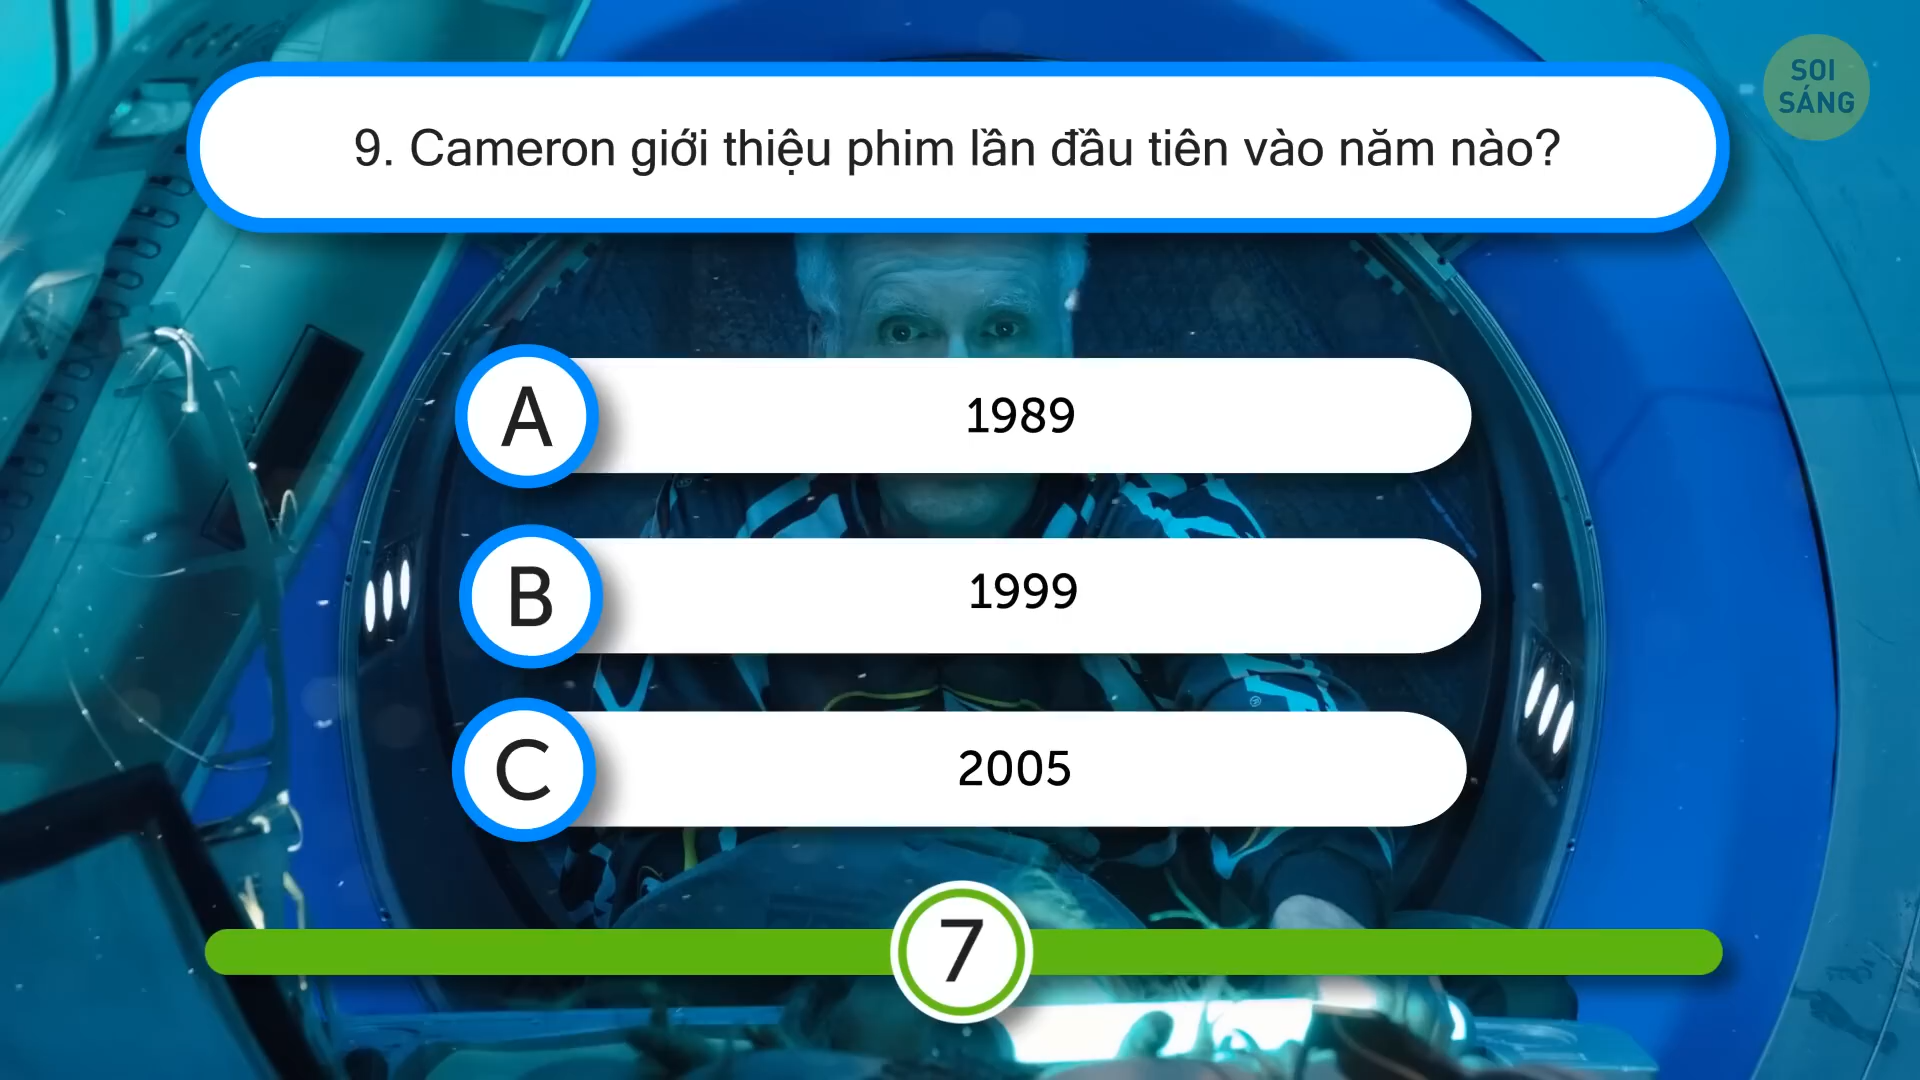 SOI
SÁNG
9. Cameron giới thiệu phim lần đầu tiên vào năm nào?
A
1989
B
1999
C
2005
7